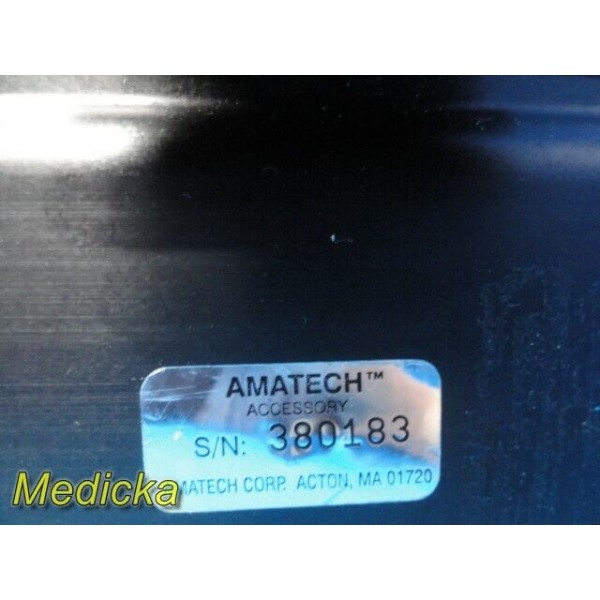 AMATECH™
ACCESSORY
S/N: 380183
MATECH CORP. ACTON, MA 01720
Medicka